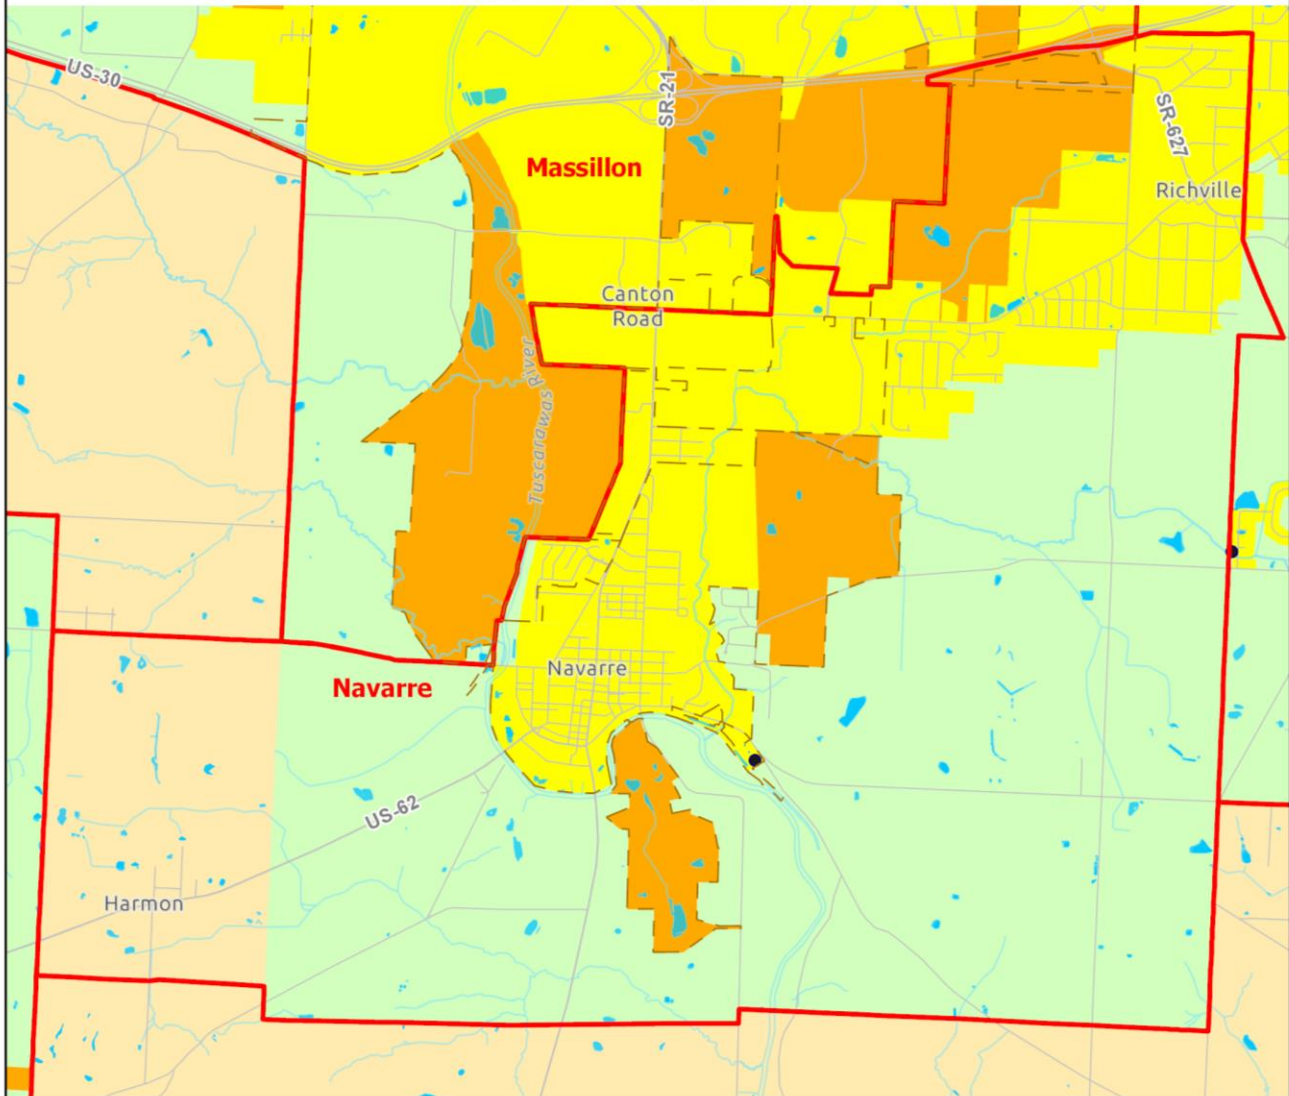 US-30
SR-21
SR-627
Massillon
Richville
Canton
Road
Tuscarawas River
Navarre
Navarre
US-62
Harmon